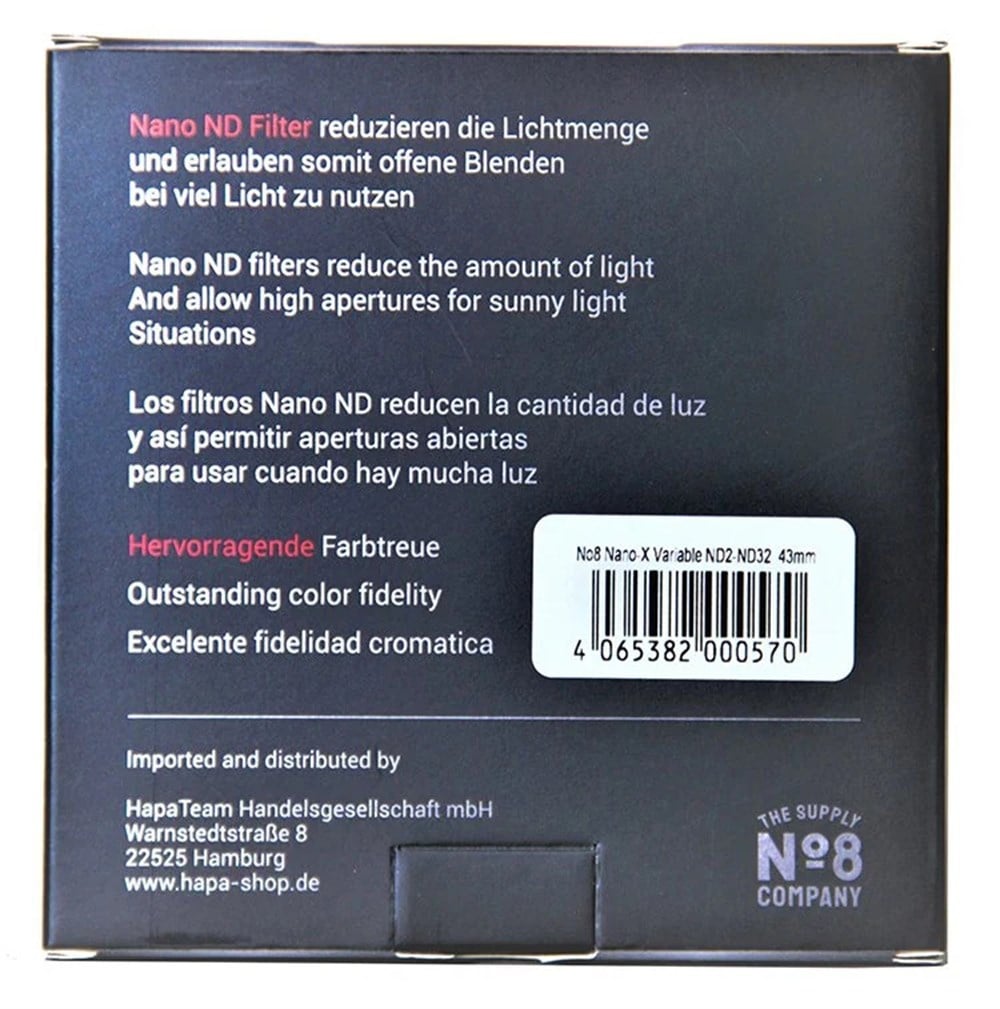 Nano ND Filter reduzieren die Lichtmenge
und erlauben somit offene Blenden
bei viel Licht zu nutzen
Nano ND filters reduce the amount of light
And allow high apertures for sunny light
Situations
Los filtros Nano ND reducen la cantidad de luz
y así permitir aperturas abiertas
para usar cuando hay mucha luz
Hervorragende Farbtreue
Outstanding color fidelity
Excelente fidelidad cromatica
No8 Nano-X Variable ND2-ND32 43mm
4 065382 000570
Imported and distributed by
HapaTeam Handelsgesellschaft mbH
Warnstedtstraße 8
22525 Hamburg
www.hapa-shop.de
THE SUPPLY
Nº8
COMPANY